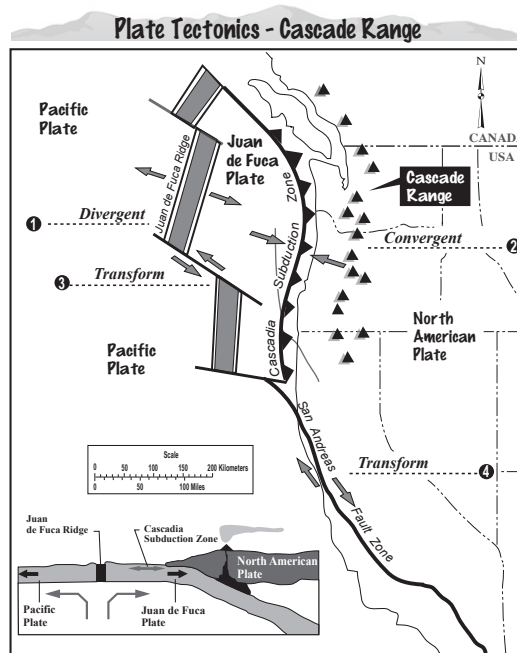 Plate Tectonics - Cascade Range
N
Pacific
Plate
Juan
de Fuca
Plate
CANADA
USA
Cascade
Range
Juan de Fuca Ridge
Zone
Subduction
Cascadia
1
Divergent
Convergent
2
3
Transform
North
American
Plate
Pacific
Plate
San Andreas
Fault Zone
Transform
4
Scale
0 50 100 150 200 Kilometers
0 50 100 Miles
Juan
de Fuca Ridge
Cascadia
Subduction Zone
North American
Plate
Pacific
Plate
Juan de Fuca
Plate